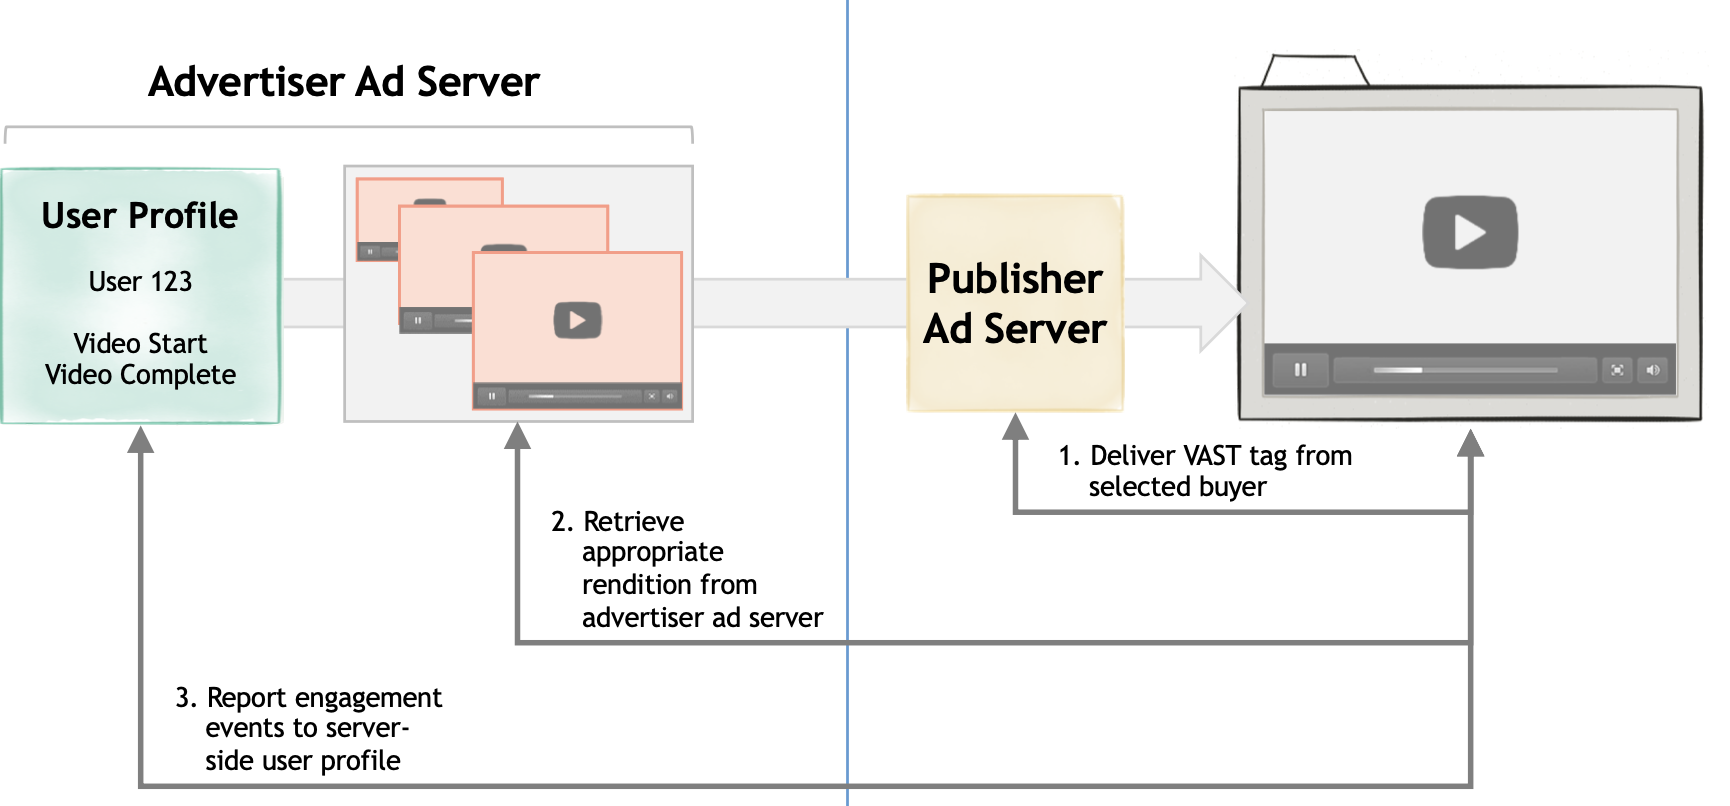 Advertiser Ad Server
User Profile
User 123
Video Start
Video Complete
Publisher
Ad Server
1. Deliver VAST tag from
selected buyer
2. Retrieve
appropriate
rendition from
advertiser ad server
3. Report engagement
events to server-
side user profile